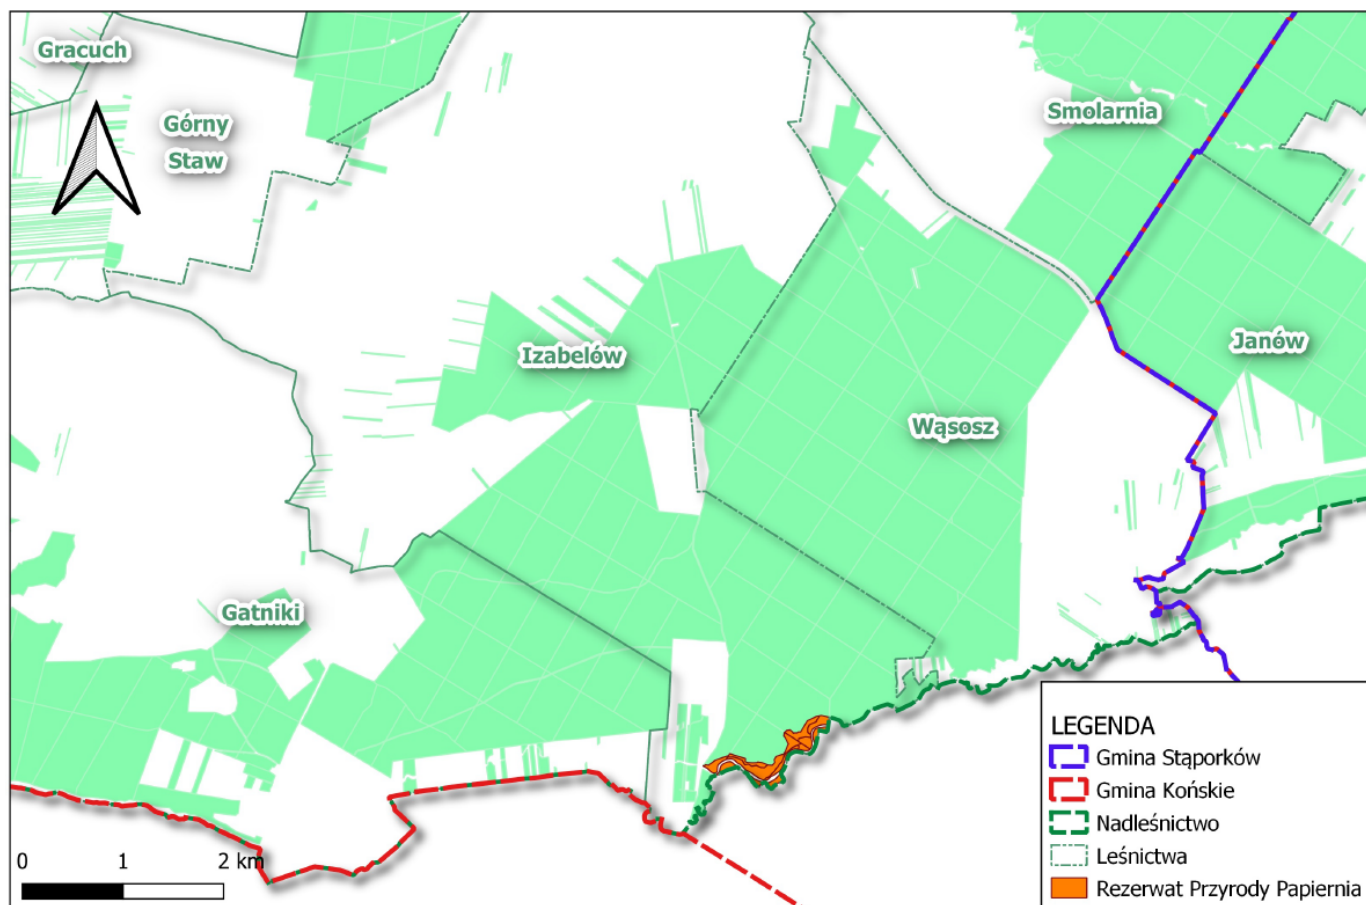 Gracuch
Górny
Staw
Smolarnia
Izabelów
Janów
Wąsosz
Gatniki
0 1 2 km
LEGENDA
Gmina Stąporków
Gmina Końskie
Nadleśnictwo
Leśnictwa
Rezerwat Przyrody Papiernia